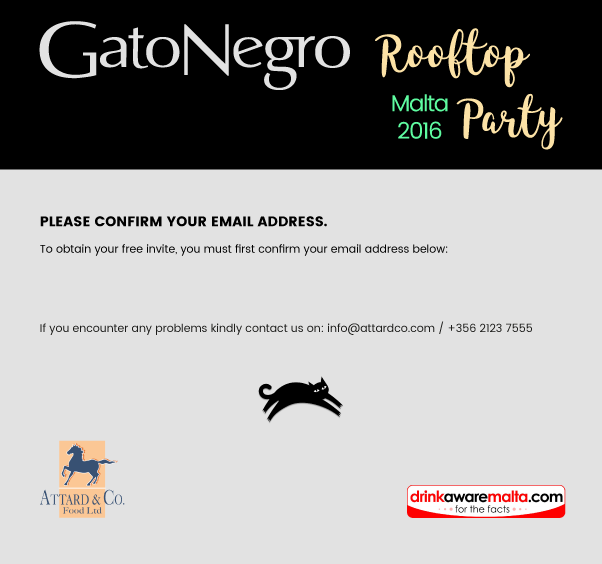 GatoNegro
Rooftop
Malta
2016
Party
PLEASE CONFIRM YOUR EMAIL ADDRESS.
To obtain your free invite, you must first confirm your email address below:
If you encounter any problems kindly contact us on: info@attardco.com / +356 2123 7555
ATTARD & CO.
Food Ltd
drinkawaremalta.com
for the facts